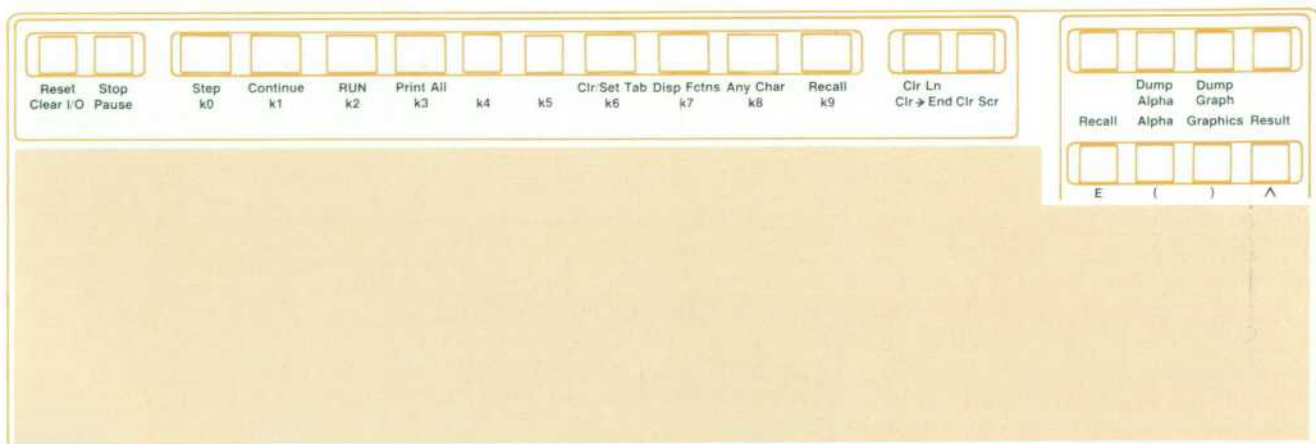 Reset Stop Step Continue RUN Print All Clr/Set Tab Disp Fctns Any Char Recall Clr Ln
Clear I/O Pause k0 k1 k2 k3 k4 k5 k6 k7 k8 k9 Clr → End Clr Scr
Dump Dump
Alpha Graph
Recall Alpha Graphics Result
E ( ) ∧